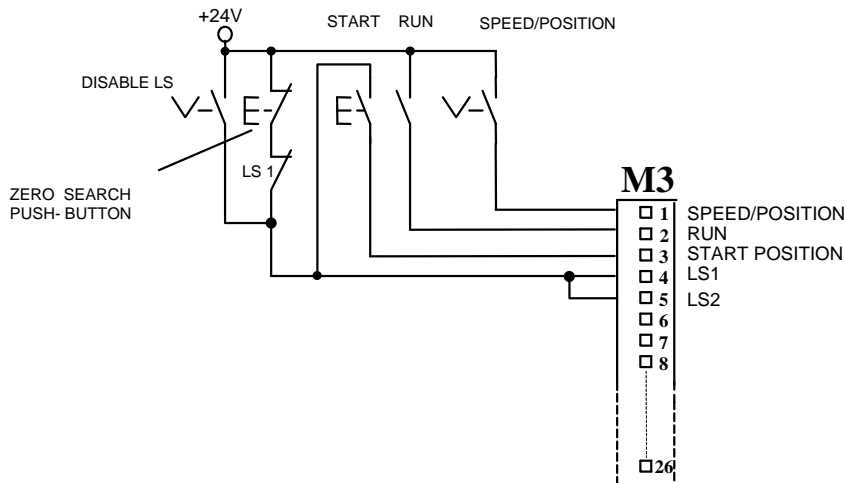 +24V
START RUN SPEED/POSITION
DISABLE LS
LS 1
ZERO SEARCH
PUSH- BUTTON
M3
1 SPEED/POSITION
2 RUN
3 START POSITION
4 LS1
5 LS2
6
7
8
26